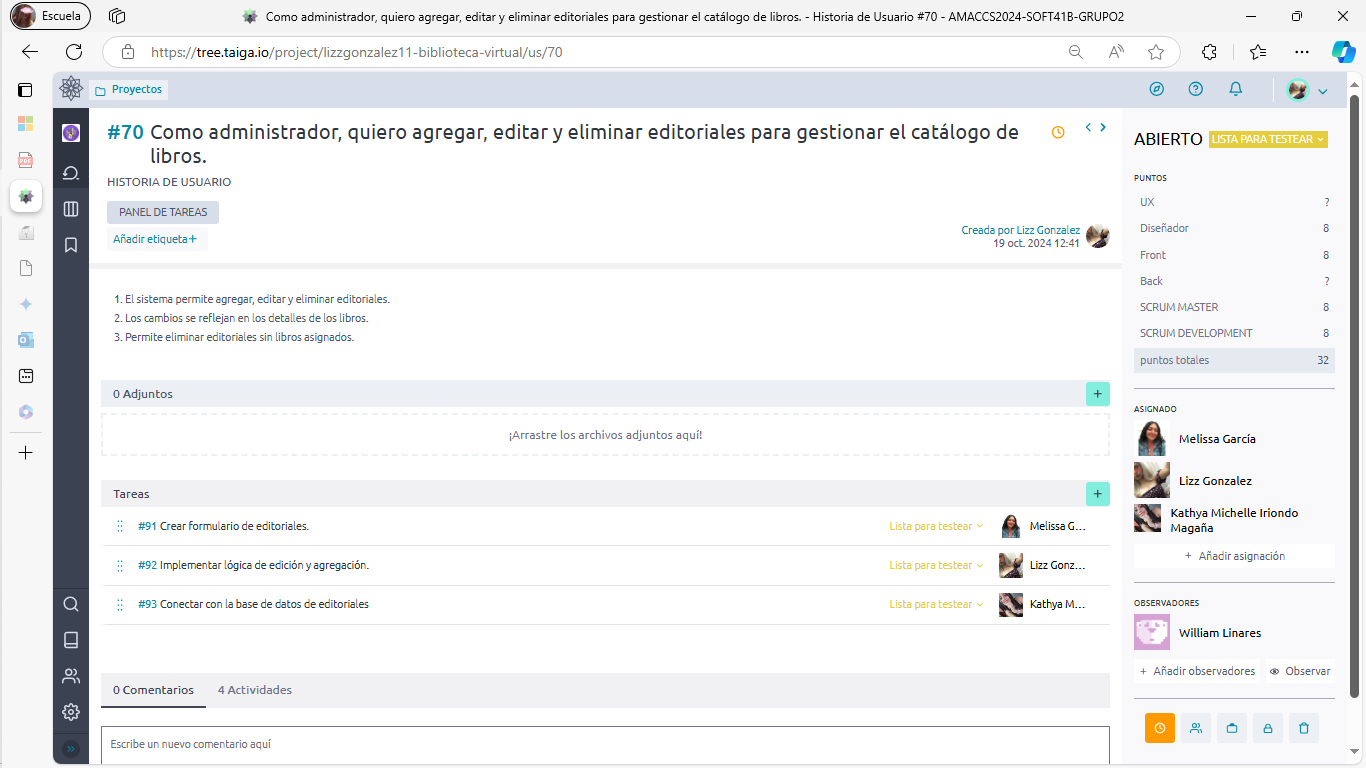 Escuela
Como administrador, quiero agregar, editar y eliminar editoriales para gestionar el catálogo de libros. - Historia de Usuario #70 - AMACCS2024-SOFT41B-GRUPO2
https://tree.taiga.io/project/lizzgonzalez11-biblioteca-virtual/us/70
Proyectos
#70 Como administrador, quiero agregar, editar y eliminar editoriales para gestionar el catálogo de
libros.
HISTORIA DE USUARIO
PANEL DE TAREAS
Añadir etiqueta+
Creada por Lizz Gonzalez
19 oct. 2024 12:41
1. El sistema permite agregar, editar y eliminar editoriales.
2. Los cambios se reflejan en los detalles de los libros.
3. Permite eliminar editoriales sin libros asignados.
0 Adjuntos
¡Arrastre los archivos adjuntos aquí!
Tareas
#91 Crear formulario de editoriales. Lista para testear Melissa G...
#92 Implementar lógica de edición y agregación. Lista para testear Lizz Gonz...
#93 Conectar con la base de datos de editoriales Lista para testear Kathya M...
0 Comentarios 4 Actividades
Escribe un nuevo comentario aquí
ABIERTO LISTA PARA TESTEAR
PUNTOS
UX ?
Diseñador 8
Front 8
Back ?
SCRUM MASTER 8
SCRUM DEVELOPMENT 8
puntos totales 32
ASIGNADO
Melissa García
Lizz Gonzalez
Kathya Michelle Iriondo
Magaña
+ Añadir asignación
OBSERVADORES
William Linares
+ Añadir observadores Observar